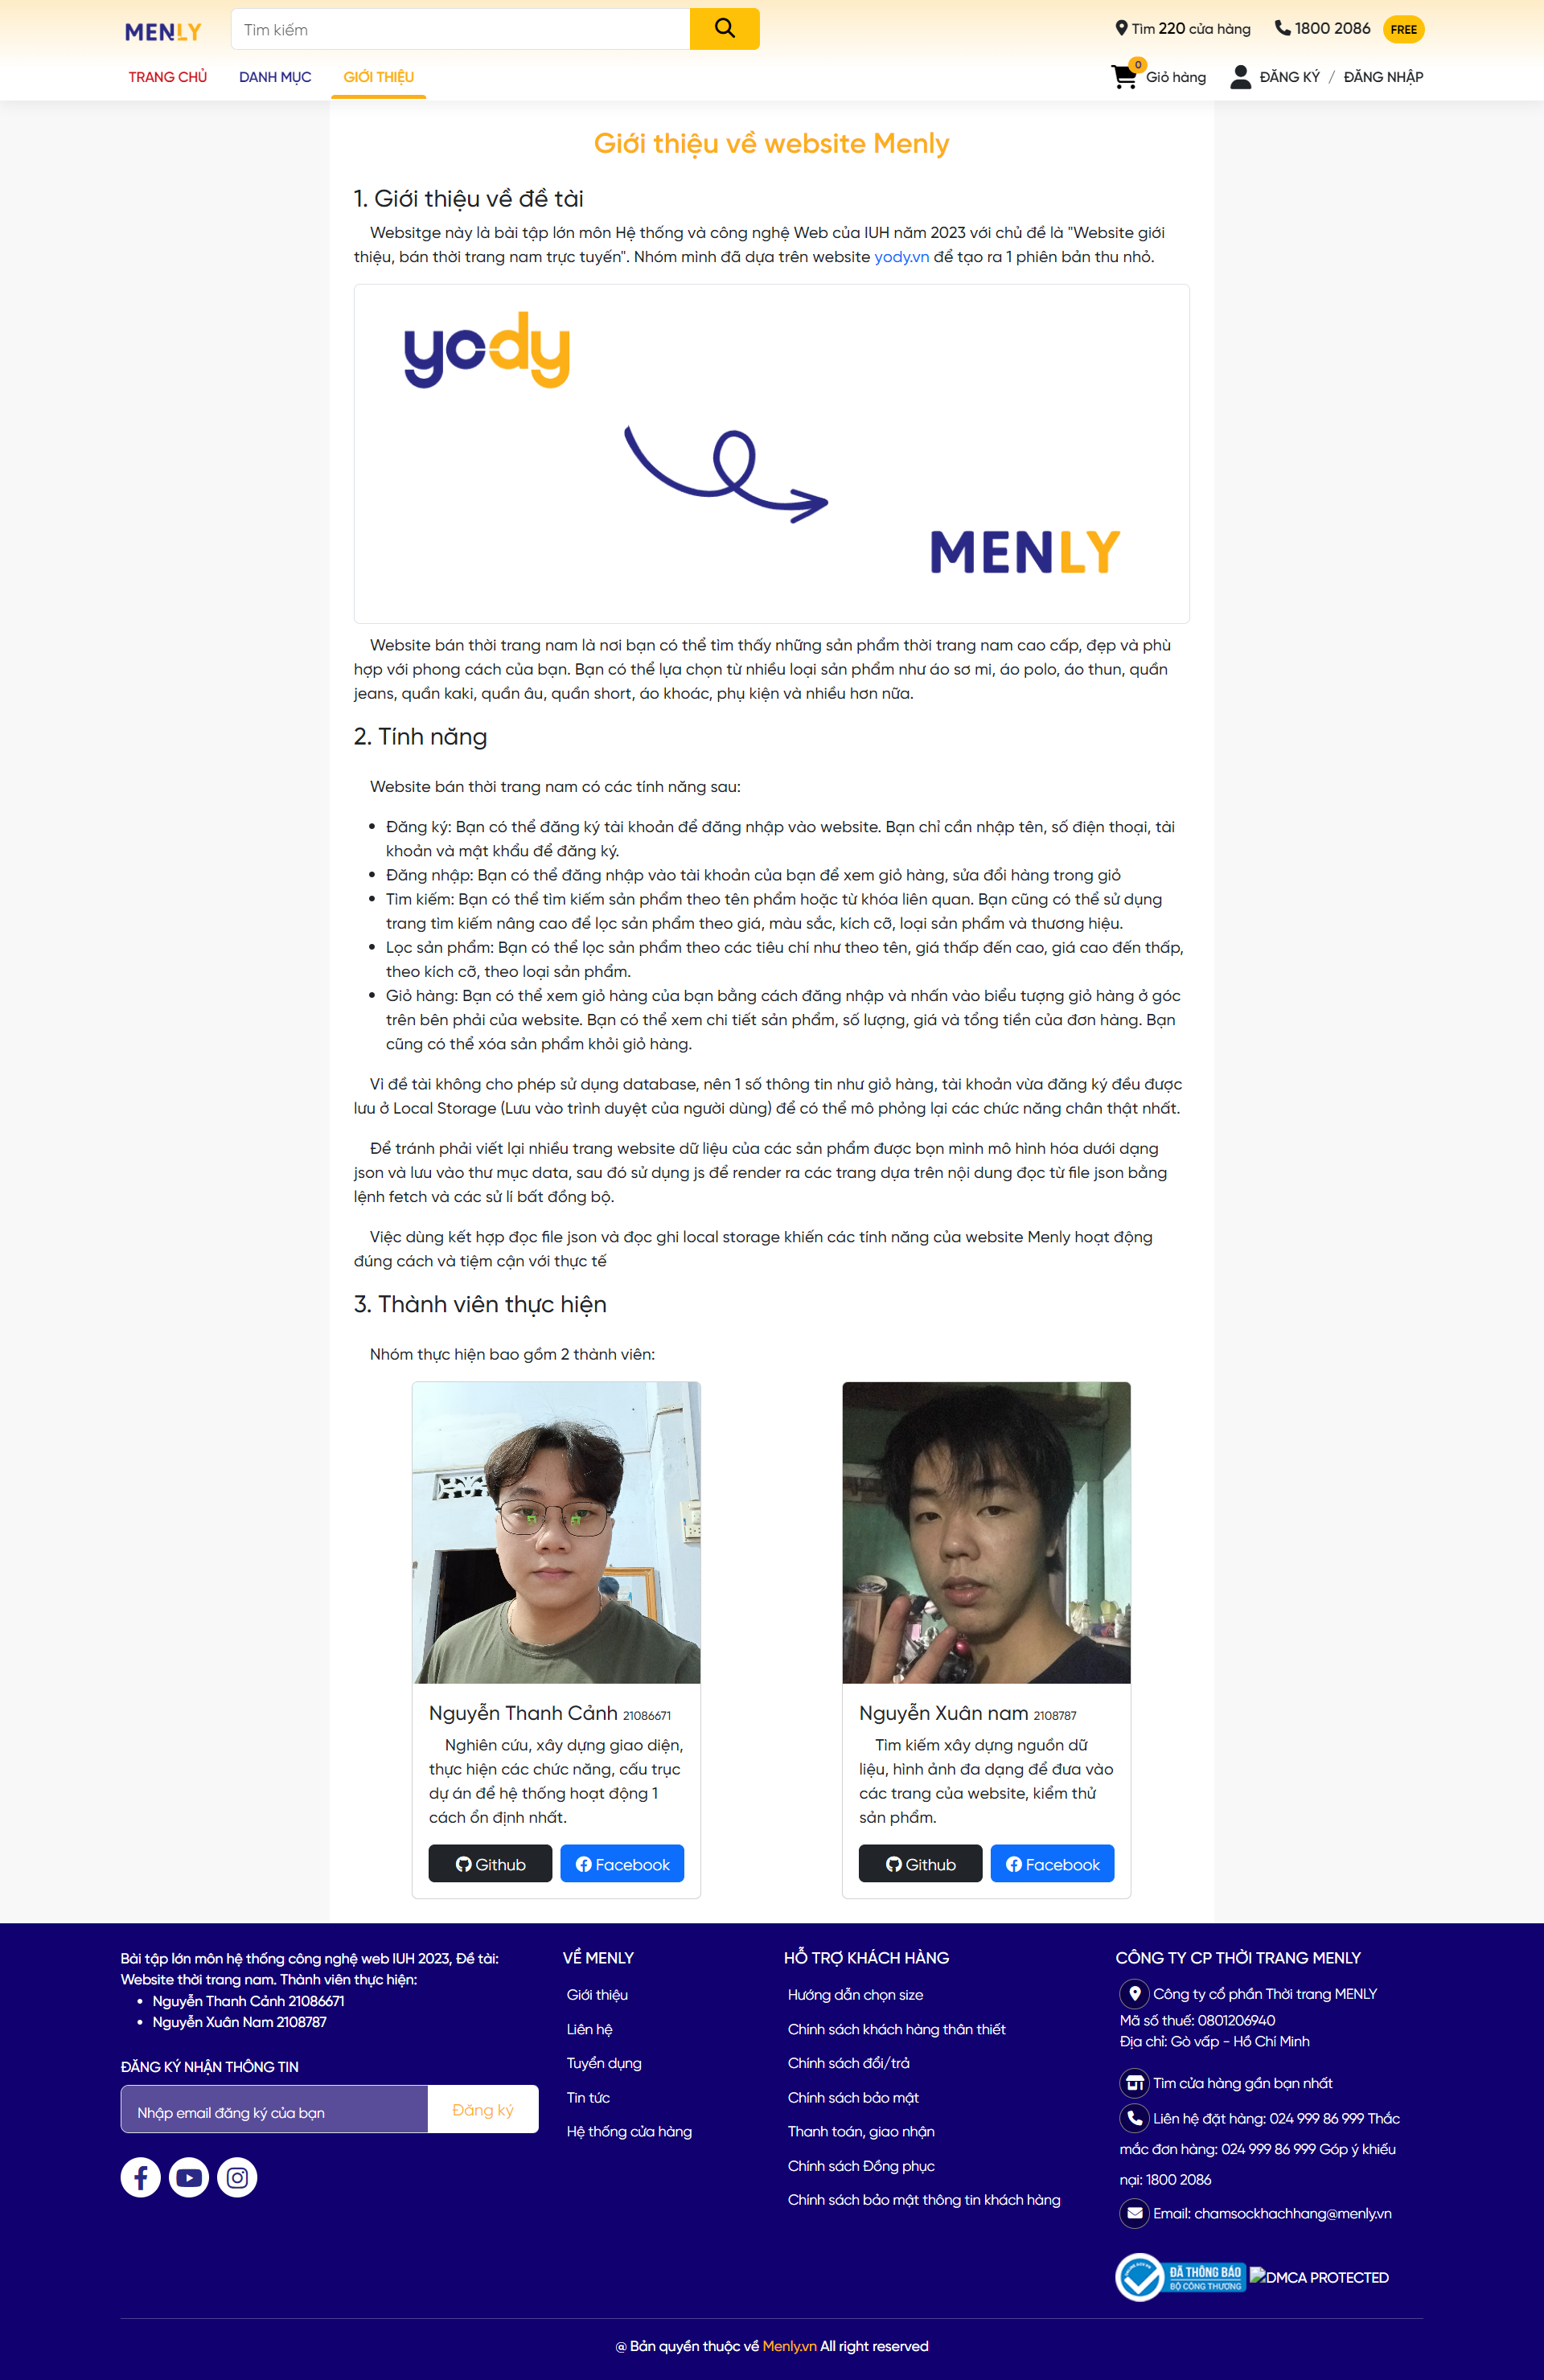 MENLY
Tìm kiếm
Tìm 220 cửa hàng
1800 2086
FREE
TRANG CHỦ
DANH MỤC
GIỚI THIỆU
0
Giỏ hàng
ĐĂNG KÝ / ĐĂNG NHẬP
Giới thiệu về website Menly
1. Giới thiệu về đề tài
Websitge này là bài tập lớn môn Hệ thống và công nghệ Web của IUH năm 2023 với chủ đề là "Website giới
thiệu, bán thời trang nam trực tuyến". Nhóm mình đã dựa trên website yody.vn để tạo ra 1 phiên bản thu nhỏ.
yody
MENLY
Website bán thời trang nam là nơi bạn có thể tìm thấy những sản phẩm thời trang nam cao cấp, đẹp và phù
hợp với phong cách của bạn. Bạn có thể lựa chọn từ nhiều loại sản phẩm như áo sơ mi, áo polo, áo thun, quần
jeans, quần kaki, quần âu, quần short, áo khoác, phụ kiện và nhiều hơn nữa.
2. Tính năng
Website bán thời trang nam có các tính năng sau:
• Đăng ký: Bạn có thể đăng ký tài khoản để đăng nhập vào website. Bạn chỉ cần nhập tên, số điện thoại, tài
khoản và mật khẩu để đăng ký.
• Đăng nhập: Bạn có thể đăng nhập vào tài khoản của bạn để xem giỏ hàng, sửa đổi hàng trong giỏ
• Tìm kiếm: Bạn có thể tìm kiếm sản phẩm theo tên phẩm hoặc từ khóa liên quan. Bạn cũng có thể sử dụng
trang tìm kiếm nâng cao để lọc sản phẩm theo giá, màu sắc, kích cỡ, loại sản phẩm và thương hiệu.
• Lọc sản phẩm: Bạn có thể lọc sản phẩm theo các tiêu chí như theo tên, giá thấp đến cao, giá cao đến thấp,
theo kích cỡ, theo loại sản phẩm.
• Giỏ hàng: Bạn có thể xem giỏ hàng của bạn bằng cách đăng nhập và nhấn vào biểu tượng giỏ hàng ở góc
trên bên phải của website. Bạn có thể xem chi tiết sản phẩm, số lượng, giá và tổng tiền của đơn hàng. Bạn
cũng có thể xóa sản phẩm khỏi giỏ hàng.
Vì đề tài không cho phép sử dụng database, nên 1 số thông tin như giỏ hàng, tài khoản vừa đăng ký đều được
lưu ở Local Storage (Lưu vào trình duyệt của người dùng) để có thể mô phỏng lại các chức năng chân thật nhất.
Để tránh phải viết lại nhiều trang website dữ liệu của các sản phẩm được bọn mình mô hình hóa dưới dạng
json và lưu vào thư mục data, sau đó sử dụng js để render ra các trang dựa trên nội dung đọc từ file json bằng
lệnh fetch và các sử lí bất đồng bộ.
Việc dùng kết hợp đọc file json và đọc ghi local storage khiến các tính năng của website Menly hoạt động
đúng cách và tiệm cận với thực tế
3. Thành viên thực hiện
Nhóm thực hiện bao gồm 2 thành viên:
Nguyễn Thanh Cảnh 21086671
Nghiên cứu, xây dựng giao diện,
thực hiện các chức năng, cấu trục
dự án để hệ thống hoạt động 1
cách ổn định nhất.
Github
Facebook
Nguyễn Xuân nam 2108787
Tìm kiếm xây dựng nguồn dữ
liệu, hình ảnh đa dạng để đưa vào
các trang của website, kiểm thử
sản phẩm.
Github
Facebook
Bài tập lớn môn hệ thống công nghệ web IUH 2023, Đề tài:
Website thời trang nam. Thành viên thực hiện:
• Nguyễn Thanh Cảnh 21086671
• Nguyễn Xuân Nam 2108787
ĐĂNG KÝ NHẬN THÔNG TIN
Nhập email đăng ký của bạn
Đăng ký
VỀ MENLY
Giới thiệu
Liên hệ
Tuyển dụng
Tin tức
Hệ thống cửa hàng
HỖ TRỢ KHÁCH HÀNG
Hướng dẫn chọn size
Chính sách khách hàng thân thiết
Chính sách đổi/trả
Chính sách bảo mật
Thanh toán, giao nhận
Chính sách Đồng phục
Chính sách bảo mật thông tin khách hàng
CÔNG TY CP THỜI TRANG MENLY
Công ty cổ phần Thời trang MENLY
Mã số thuế: 0801206940
Địa chỉ: Gò vấp - Hồ Chí Minh
Tìm cửa hàng gần bạn nhất
Liên hệ đặt hàng: 024 999 86 999 Thắc
mắc đơn hàng: 024 999 86 999 Góp ý khiếu
nại: 1800 2086
Email: chamsockhachhang@menly.vn
ĐÃ THÔNG BÁO
BỘ CÔNG THƯƠNG
DMCA PROTECTED
@ Bản quyền thuộc về Menly.vn All right reserved